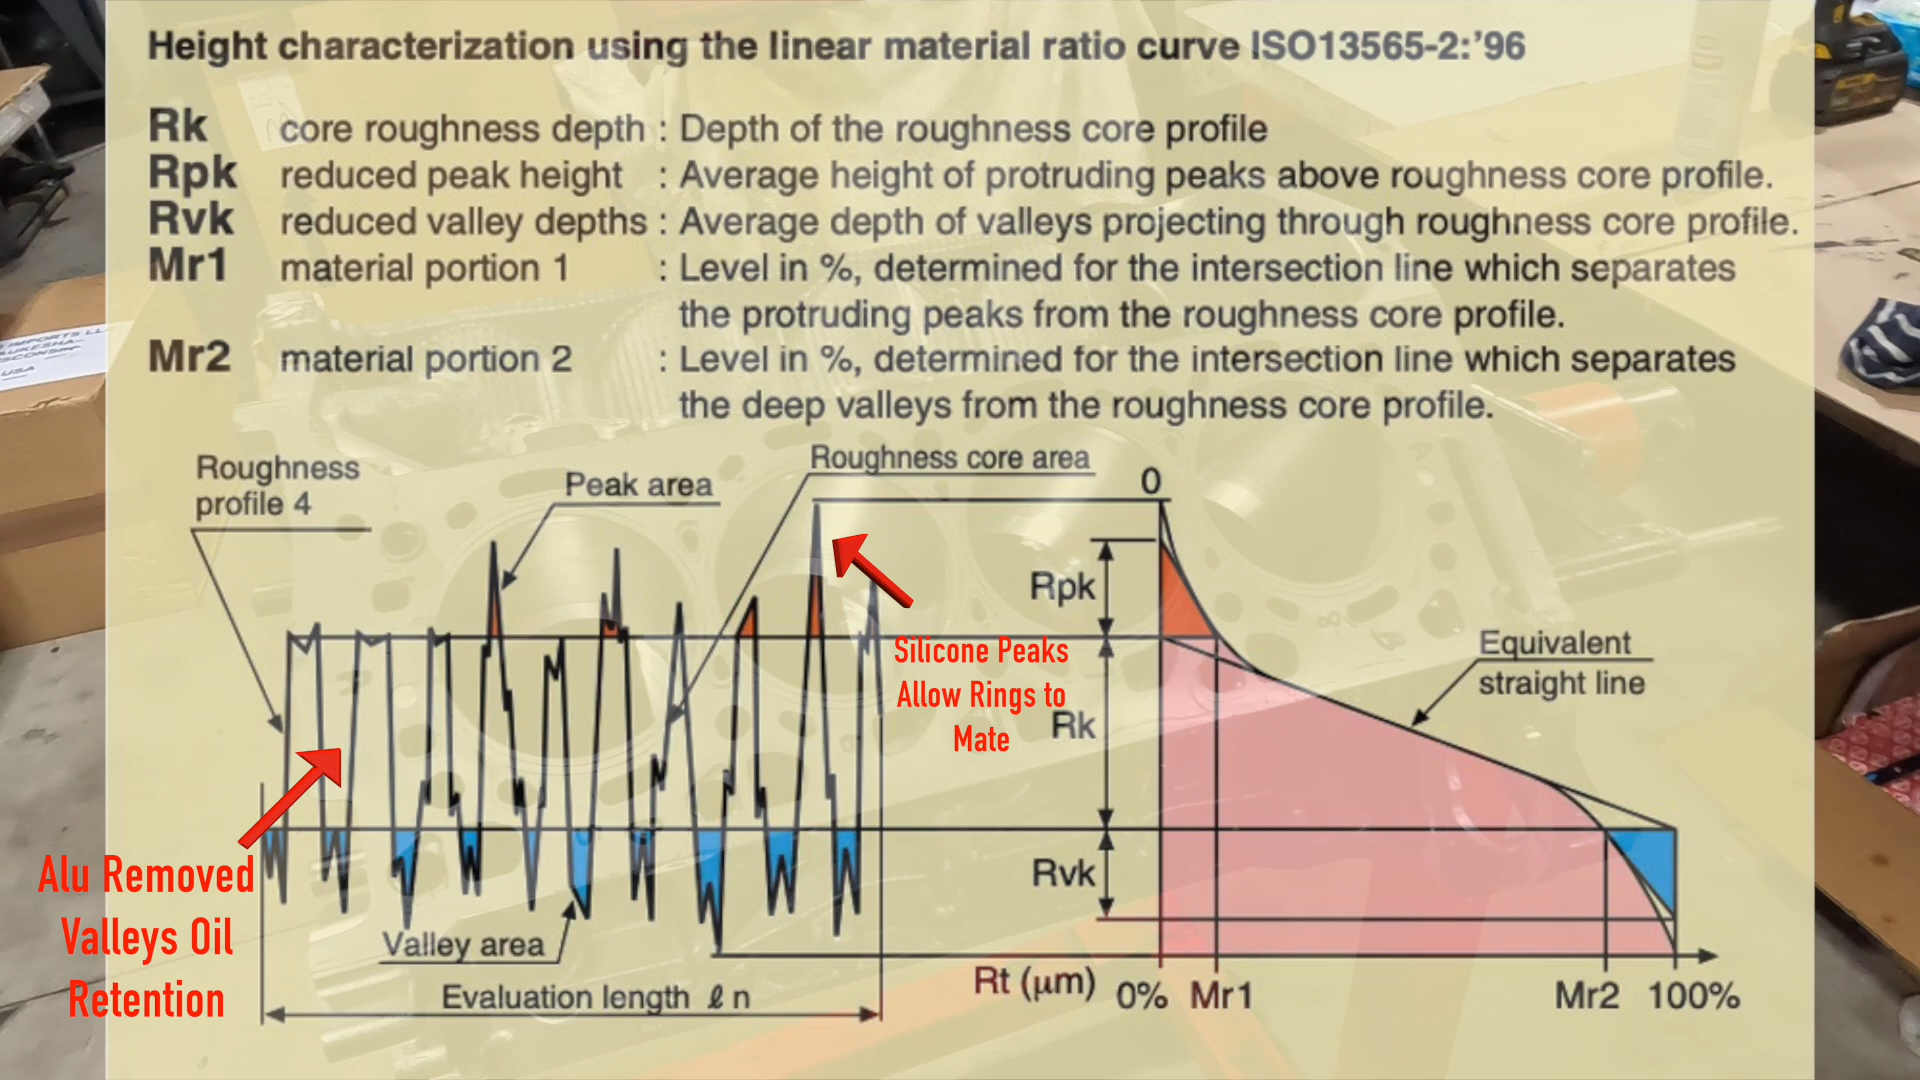 Height characterization using the linear material ratio curve ISO13565-2:'96
Rk core roughness depth : Depth of the roughness core profile
Rpk reduced peak height : Average height of protruding peaks above roughness core profile.
Rvk reduced valley depths : Average depth of valleys projecting through roughness core profile.
Mr1 material portion 1 : Level in %, determined for the intersection line which separates
the protruding peaks from the roughness core profile.
Mr2 material portion 2 : Level in %, determined for the intersection line which separates
the deep valleys from the roughness core profile.
Roughness
profile 4
Peak area
Roughness core area
0
Rpk
Silicone Peaks
Allow Rings to
Mate
Rk
Equivalent
straight line
Alu Removed
Valleys Oil
Retention
Rvk
Valley area
Evaluation length ℓ n
Rt (μm)
0% Mr1 Mr2 100%
IMPORTS LL
USA